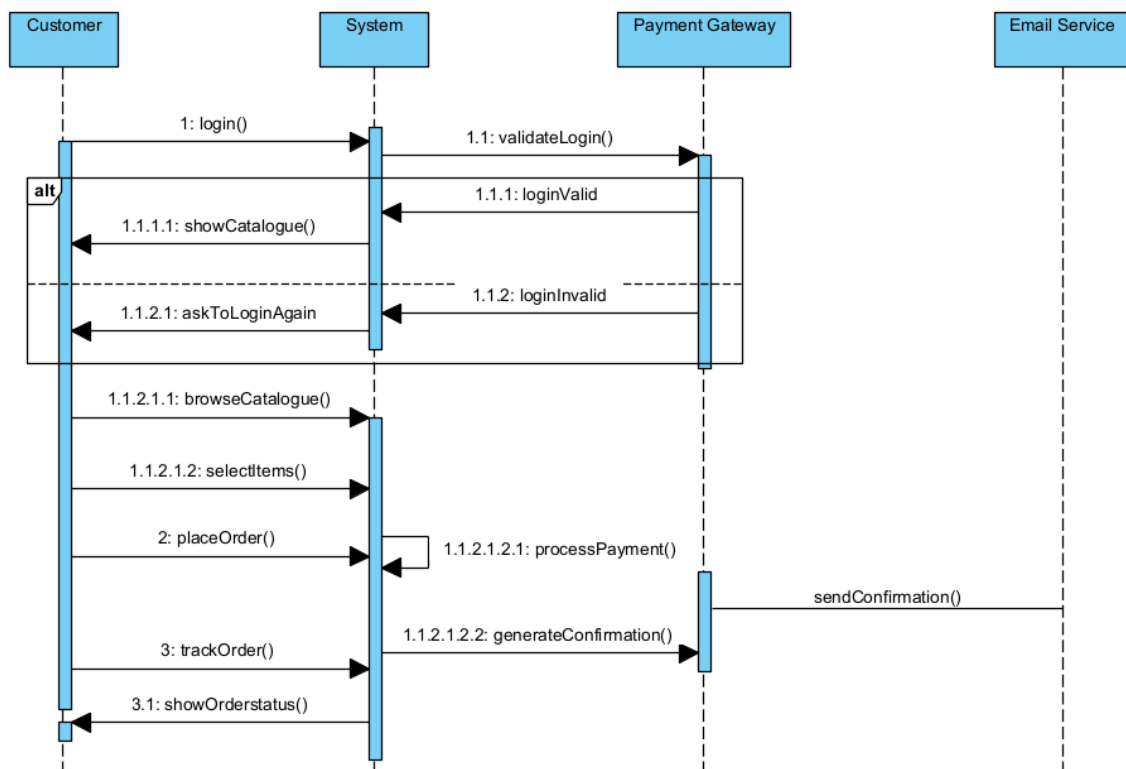 Customer
System
Payment Gateway
Email Service
1: login()
1.1: validateLogin()
alt
1.1.1: loginValid
1.1.1.1: showCatalogue()
1.1.2: loginInvalid
1.1.2.1: askToLoginAgain
1.1.2.1.1: browseCatalogue()
1.1.2.1.2: selectItems()
2: placeOrder()
1.1.2.1.2.1: processPayment()
sendConfirmation()
1.1.2.1.2.2: generateConfirmation()
3: trackOrder()
3.1: showOrderstatus()